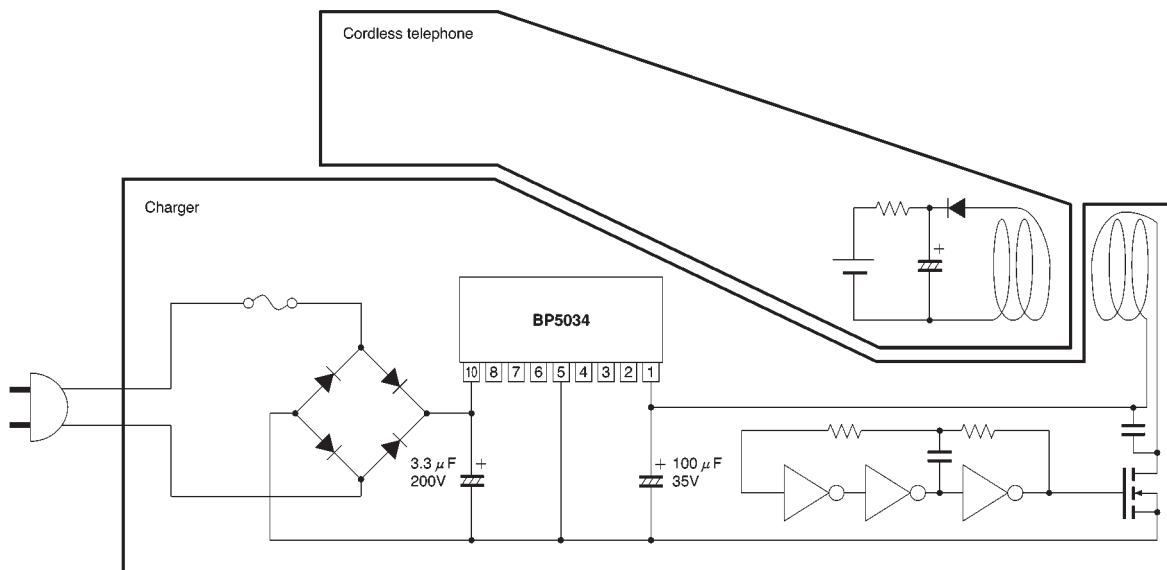 Cordless telephone
Charger
BP5034
10 8 7 6 5 4 3 2 1
3.3 μF
200V
+
+
100 μF
35V
+